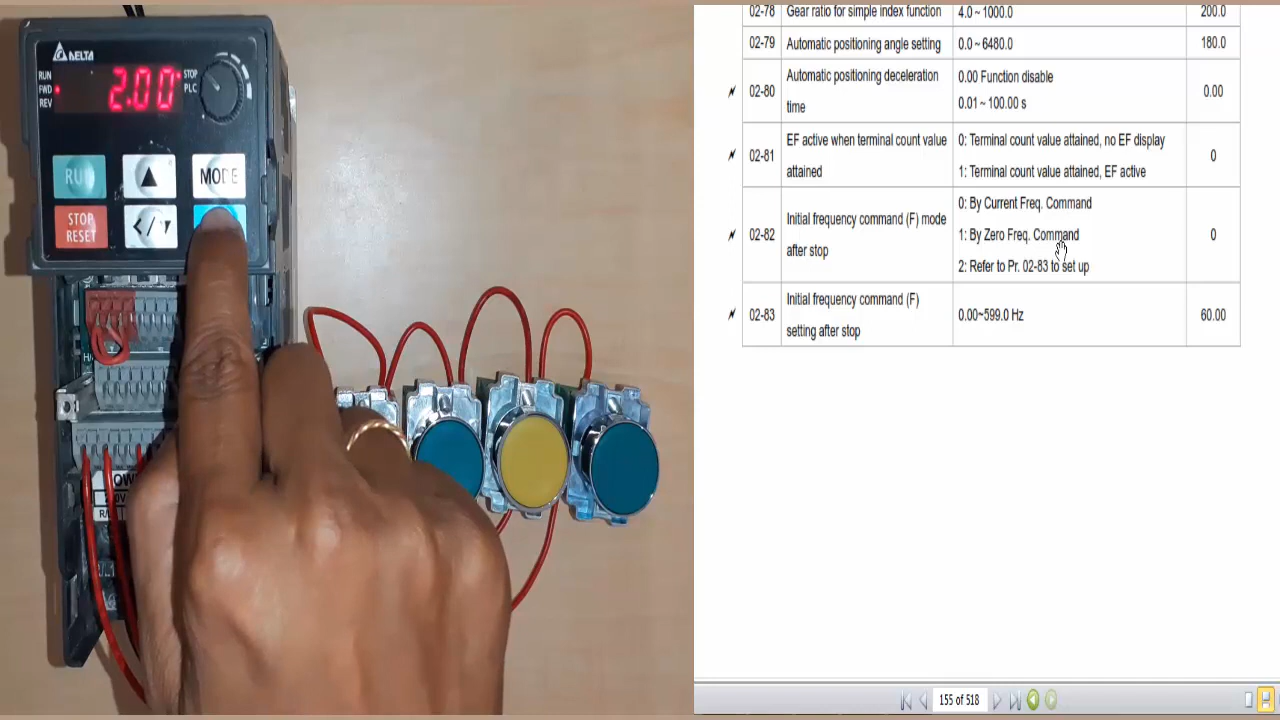 DELTA
RUN
FWD
REV
2.00
STOP
PLC
RUN
MODE
STOP
RESET
02-78 Gear ratio for simple index function 4.0 ~ 1000.0 200.0
02-79 Automatic positioning angle setting 0.0 ~ 6480.0 180.0
02-80 Automatic positioning deceleration time 0.00 Function disable 0.00
0.01 ~ 100.00 s
02-81 EF active when terminal count value attained 0: Terminal count value attained, no EF display 0
1: Terminal count value attained, EF active
02-82 Initial frequency command (F) mode after stop 0: By Current Freq. Command 0
1: By Zero Freq. Command
2: Refer to Pr. 02-83 to set up
02-83 Initial frequency command (F) setting after stop 0.00~599.0 Hz 60.00
155 of 518